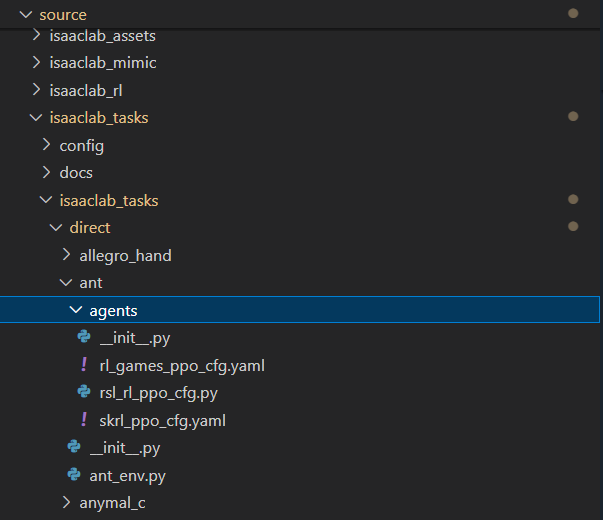 source
isaaclab_assets
isaaclab_mimic
isaaclab_rl
isaaclab_tasks
config
docs
isaaclab_tasks
direct
allegro_hand
ant
agents
__init__.py
! rl_games_ppo_cfg.yaml
rsl_rl_ppo_cfg.py
! skrl_ppo_cfg.yaml
__init__.py
ant_env.py
anymal_c